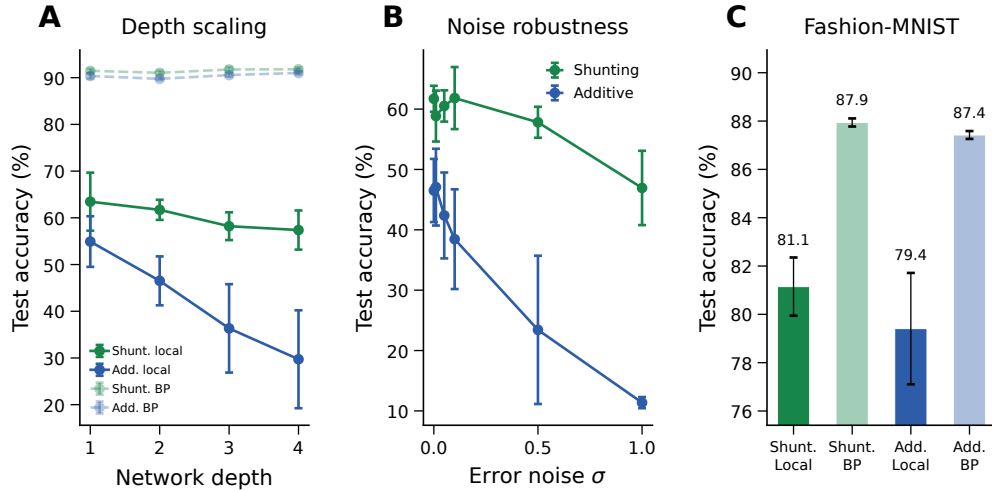 A
Depth scaling
Test accuracy (%)
90
80
70
60
50
40
30
20
Shunt. local
Add. local
Shunt. BP
Add. BP
1 2 3 4
Network depth
B
Noise robustness
Test accuracy (%)
60
50
40
30
20
10
Shunting
Additive
0.0 0.5 1.0
Error noise σ
C
Fashion-MNIST
Test accuracy (%)
90
88
86
84
82
80
78
76
81.1
87.9
79.4
87.4
Shunt. Local
Shunt. BP
Add. Local
Add. BP